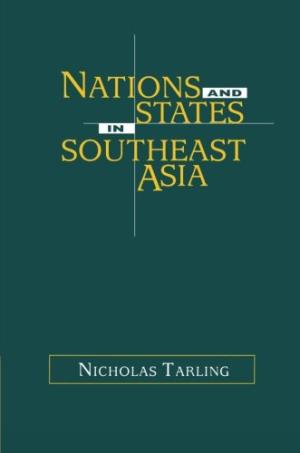 NATIONS AND
STATES
IN
SOUTHEAST
ASIA
NICHOLAS TARLING